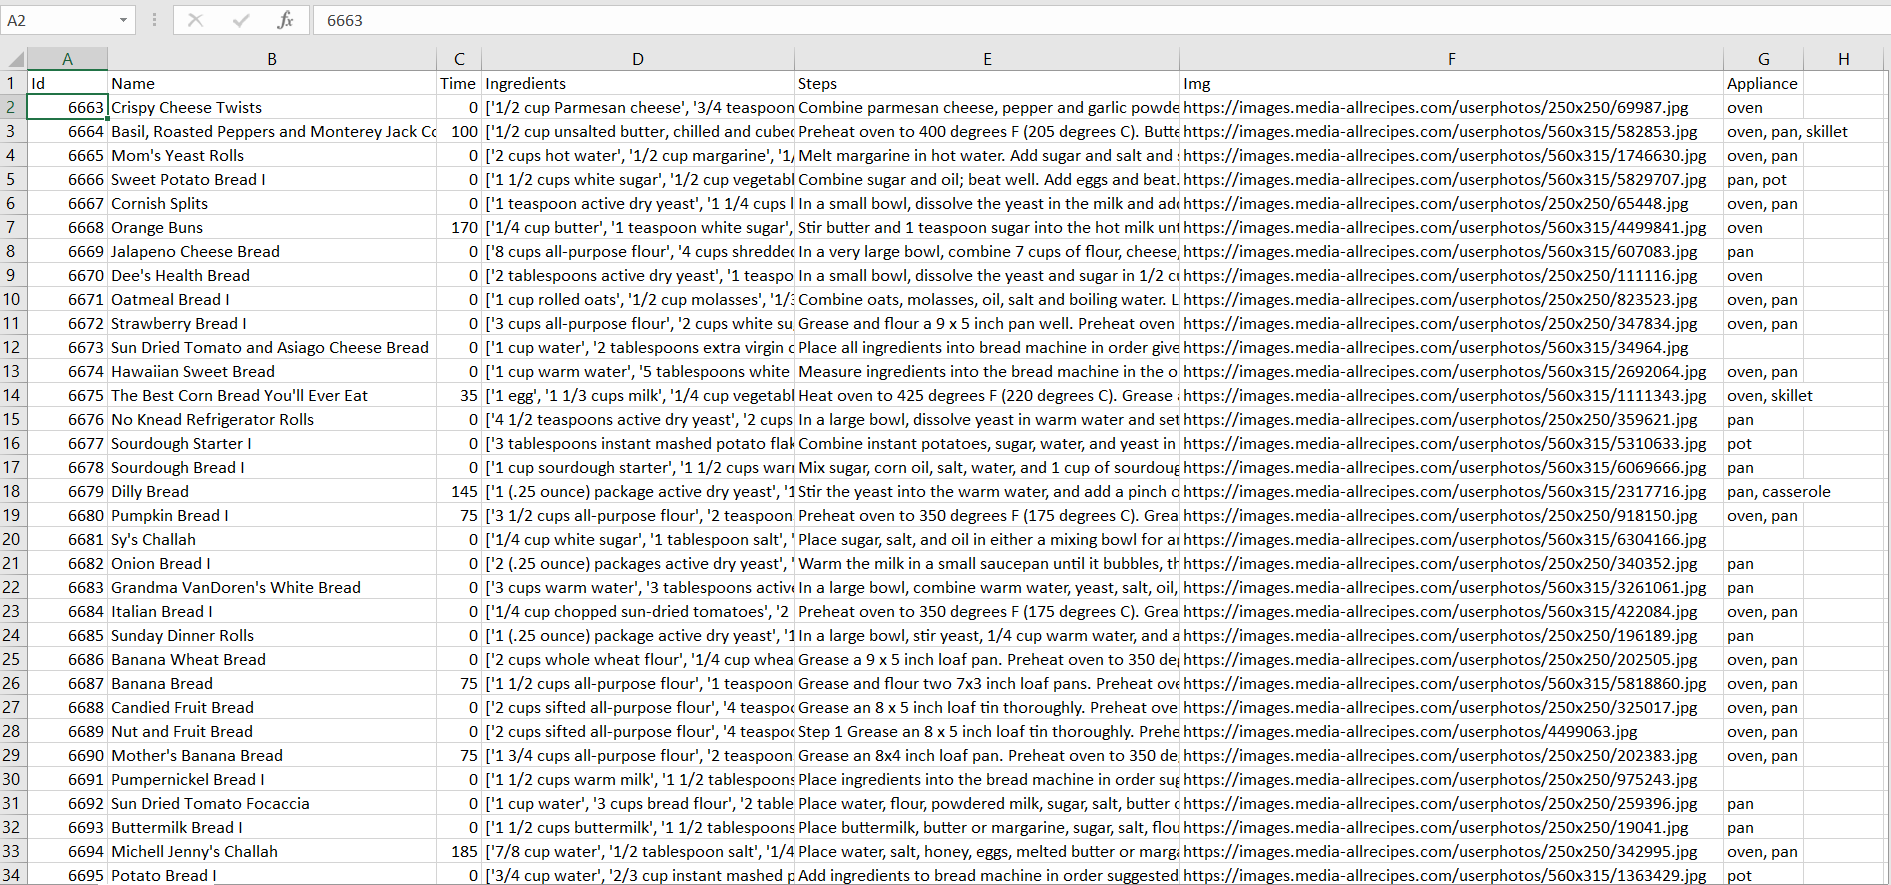 A2 fx 6663
A B C D E F G H
1 Id Name Time Ingredients Steps Img Appliance
2 6663 Crispy Cheese Twists 0 ['1/2 cup Parmesan cheese', '3/4 teaspoon Combine parmesan cheese, pepper and garlic powde https://images.media-allrecipes.com/userphotos/250x250/69987.jpg oven
3 6664 Basil, Roasted Peppers and Monterey Jack Co 100 ['1/2 cup unsalted butter, chilled and cubed Preheat oven to 400 degrees F (205 degrees C). Butte https://images.media-allrecipes.com/userphotos/560x315/582853.jpg oven, pan, skillet
4 6665 Mom's Yeast Rolls 0 ['2 cups hot water', '1/2 cup margarine', '1/ Melt margarine in hot water. Add sugar and salt and https://images.media-allrecipes.com/userphotos/560x315/1746630.jpg oven, pan
5 6666 Sweet Potato Bread I 0 ['1 1/2 cups white sugar', '1/2 cup vegetabl Combine sugar and oil; beat well. Add eggs and beat. https://images.media-allrecipes.com/userphotos/560x315/5829707.jpg pan, pot
6 6667 Cornish Splits 0 ['1 teaspoon active dry yeast', '1 1/4 cups l In a small bowl, dissolve the yeast in the milk and add https://images.media-allrecipes.com/userphotos/250x250/65448.jpg oven, pan
7 6668 Orange Buns 170 ['1/4 cup butter', '1 teaspoon white sugar', Stir butter and 1 teaspoon sugar into the hot milk unt https://images.media-allrecipes.com/userphotos/560x315/4499841.jpg oven
8 6669 Jalapeno Cheese Bread 0 ['8 cups all-purpose flour', '4 cups shredded In a very large bowl, combine 7 cups of flour, cheese, https://images.media-allrecipes.com/userphotos/560x315/607083.jpg pan
9 6670 Dee's Health Bread 0 ['2 tablespoons active dry yeast', '1 teaspo In a small bowl, dissolve the yeast and sugar in 1/2 cu https://images.media-allrecipes.com/userphotos/250x250/111116.jpg oven
10 6671 Oatmeal Bread I 0 ['1 cup rolled oats', '1/2 cup molasses', '1/3 Combine oats, molasses, oil, salt and boiling water. L https://images.media-allrecipes.com/userphotos/250x250/823523.jpg oven, pan
11 6672 Strawberry Bread I 0 ['3 cups all-purpose flour', '2 cups white su Grease and flour a 9 x 5 inch pan well. Preheat oven https://images.media-allrecipes.com/userphotos/250x250/347834.jpg oven, pan
12 6673 Sun Dried Tomato and Asiago Cheese Bread 0 ['1 cup water', '2 tablespoons extra virgin o Place all ingredients into bread machine in order give https://images.media-allrecipes.com/userphotos/560x315/34964.jpg
13 6674 Hawaiian Sweet Bread 0 ['1 cup warm water', '5 tablespoons white Measure ingredients into the bread machine in the o https://images.media-allrecipes.com/userphotos/560x315/2692064.jpg oven, pan
14 6675 The Best Corn Bread You'll Ever Eat 35 ['1 egg', '1 1/3 cups milk', '1/4 cup vegetabl Heat oven to 425 degrees F (220 degrees C). Grease https://images.media-allrecipes.com/userphotos/560x315/1111343.jpg oven, skillet
15 6676 No Knead Refrigerator Rolls 0 ['4 1/2 teaspoons active dry yeast', '2 cups In a large bowl, dissolve yeast in warm water and set https://images.media-allrecipes.com/userphotos/250x250/359621.jpg pan
16 6677 Sourdough Starter I 0 ['3 tablespoons instant mashed potato flak Combine instant potatoes, sugar, water, and yeast in https://images.media-allrecipes.com/userphotos/560x315/5310633.jpg pot
17 6678 Sourdough Bread I 0 ['1 cup sourdough starter', '1 1/2 cups warm Mix sugar, corn oil, salt, water, and 1 cup of sourdoug https://images.media-allrecipes.com/userphotos/560x315/6069666.jpg pan
18 6679 Dilly Bread 145 ['1 (.25 ounce) package active dry yeast', '1 Stir the yeast into the warm water, and add a pinch o https://images.media-allrecipes.com/userphotos/560x315/2317716.jpg pan, casserole
19 6680 Pumpkin Bread I 75 ['3 1/2 cups all-purpose flour', '2 teaspoon Preheat oven to 350 degrees F (175 degrees C). Grea https://images.media-allrecipes.com/userphotos/250x250/918150.jpg oven, pan
20 6681 Sy's Challah 0 ['1/4 cup white sugar', '1 tablespoon salt', ' Place sugar, salt, and oil in either a mixing bowl for a https://images.media-allrecipes.com/userphotos/560x315/6304166.jpg
21 6682 Onion Bread I 0 ['2 (.25 ounce) packages active dry yeast', ' Warm the milk in a small saucepan until it bubbles, th https://images.media-allrecipes.com/userphotos/250x250/340352.jpg pan
22 6683 Grandma VanDoren's White Bread 0 ['3 cups warm water', '3 tablespoons active In a large bowl, combine warm water, yeast, salt, oil, https://images.media-allrecipes.com/userphotos/560x315/3261061.jpg pan
23 6684 Italian Bread I 0 ['1/4 cup chopped sun-dried tomatoes', '2 Preheat oven to 350 degrees F (175 degrees C). Grea https://images.media-allrecipes.com/userphotos/560x315/422084.jpg oven, pan
24 6685 Sunday Dinner Rolls 0 ['1 (.25 ounce) package active dry yeast', '1 In a large bowl, stir yeast, 1/4 cup warm water, and a https://images.media-allrecipes.com/userphotos/250x250/196189.jpg pan
25 6686 Banana Wheat Bread 0 ['2 cups whole wheat flour', '1/4 cup whea Grease a 9 x 5 inch loaf pan. Preheat oven to 350 deg https://images.media-allrecipes.com/userphotos/250x250/202505.jpg oven, pan
26 6687 Banana Bread 75 ['1 1/2 cups all-purpose flour', '1 teaspoon Grease and flour two 7x3 inch loaf pans. Preheat ove https://images.media-allrecipes.com/userphotos/560x315/5818860.jpg oven, pan
27 6688 Candied Fruit Bread 0 ['2 cups sifted all-purpose flour', '4 teaspoo Grease an 8 x 5 inch loaf tin thoroughly. Preheat ove https://images.media-allrecipes.com/userphotos/250x250/325017.jpg oven, pan
28 6689 Nut and Fruit Bread 0 ['2 cups sifted all-purpose flour', '4 teaspoo Step 1 Grease an 8 x 5 inch loaf tin thoroughly. Prehe https://images.media-allrecipes.com/userphotos/4499063.jpg oven, pan
29 6690 Mother's Banana Bread 75 ['1 3/4 cups all-purpose flour', '2 teaspoon Grease an 8x4 inch loaf pan. Preheat oven to 350 de https://images.media-allrecipes.com/userphotos/250x250/202383.jpg oven, pan
30 6691 Pumpernickel Bread I 0 ['1 1/2 cups warm milk', '1 1/2 tablespoons Place ingredients into the bread machine in order sug https://images.media-allrecipes.com/userphotos/250x250/975243.jpg
31 6692 Sun Dried Tomato Focaccia 0 ['1 cup water', '3 cups bread flour', '2 table Place water, flour, powdered milk, sugar, salt, butter o https://images.media-allrecipes.com/userphotos/250x250/259396.jpg pan
32 6693 Buttermilk Bread I 0 ['1 1/2 cups buttermilk', '1 1/2 tablespoons Place buttermilk, butter or margarine, sugar, salt, flou https://images.media-allrecipes.com/userphotos/250x250/19041.jpg pan
33 6694 Michell Jenny's Challah 185 ['7/8 cup water', '1/2 tablespoon salt', '1/4 Place water, salt, honey, eggs, melted butter or marga https://images.media-allrecipes.com/userphotos/250x250/342995.jpg oven, pan
34 6695 Potato Bread I 0 ['3/4 cup water', '2/3 cup instant mashed p Add ingredients to bread machine in order suggested https://images.media-allrecipes.com/userphotos/560x315/1363429.jpg pot